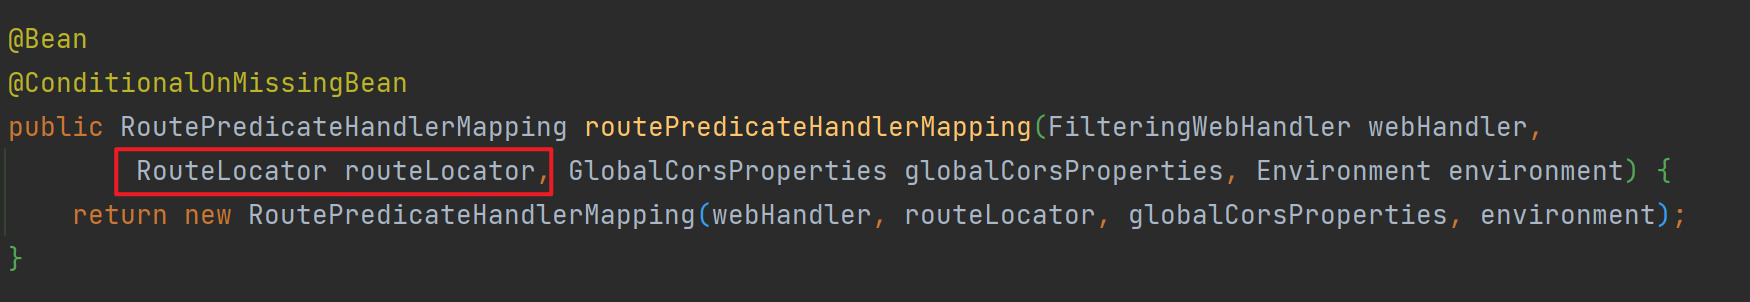 @Bean
@ConditionalOnMissingBean
public RoutePredicateHandlerMapping routePredicateHandlerMapping(FilteringWebHandler webHandler,
RouteLocator routeLocator, GlobalCorsProperties globalCorsProperties, Environment environment) {
return new RoutePredicateHandlerMapping(webHandler, routeLocator, globalCorsProperties, environment);
}